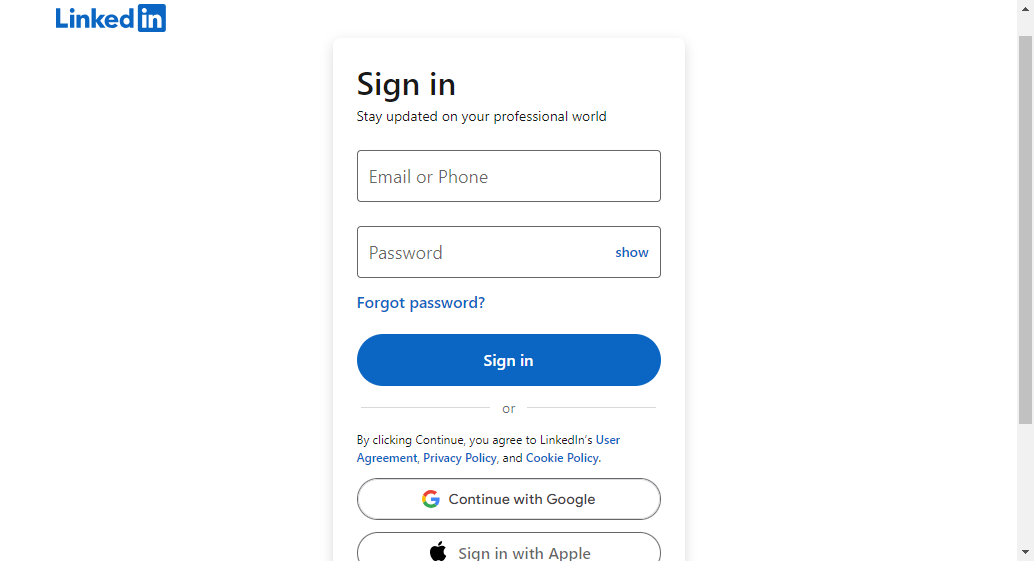 Linked in
Sign in
Stay updated on your professional world
Email or Phone
Password show
Forgot password?
Sign in
or
By clicking Continue, you agree to LinkedIn's User
Agreement, Privacy Policy, and Cookie Policy.
Continue with Google
Sign in with Apple